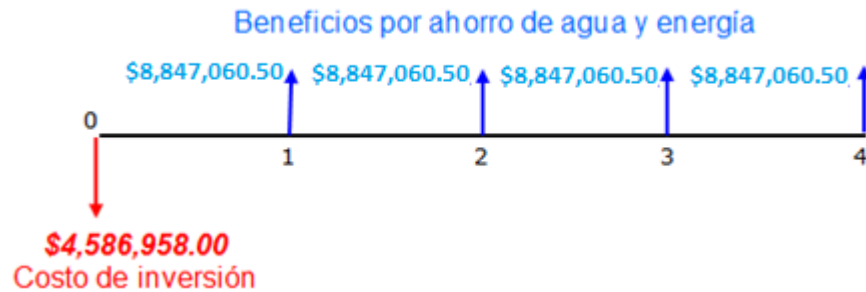 Beneficios por ahorro de agua y energía
$8,847,060.50 $8,847,060.50 $8,847,060.50 $8,847,060.50
0
1 2 3 4
$4,586,958.00
Costo de inversión